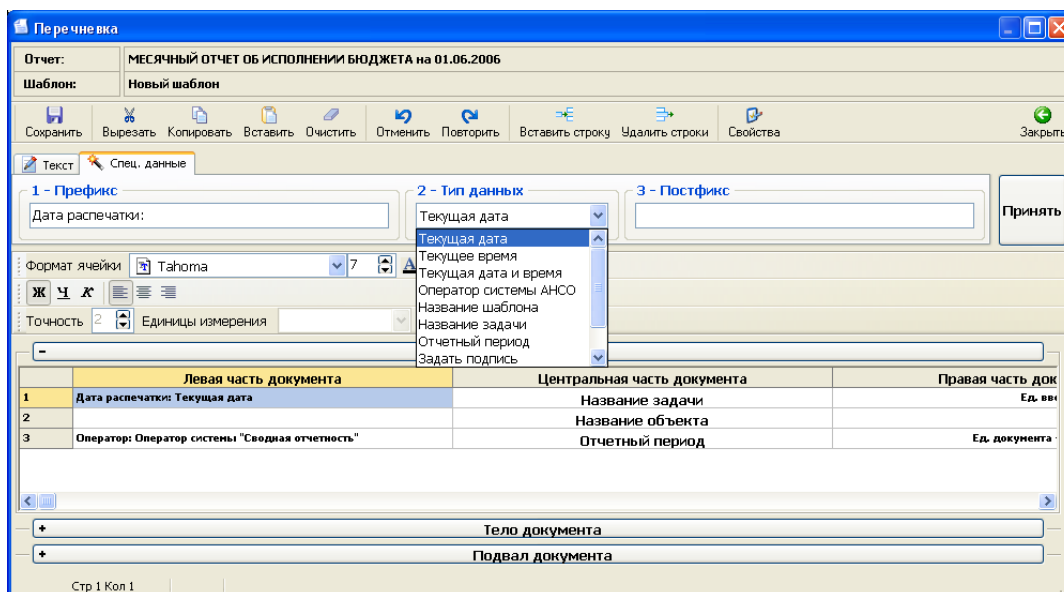 Перечневка
Отчет: МЕСЯЧНЫЙ ОТЧЕТ ОБ ИСПОЛНЕНИИ БЮДЖЕТА на 01.06.2006
Шаблон: Новый шаблон
Сохранить Вырезать Копировать Вставить Очистить Отменить Повторить Вставить строку Удалить строки Свойства Закрыть
Текст Спец. данные
1 - Префикс 2 - Тип данных 3 - Постфикс
Дата распечатки: Текущая дата Принять
Текущая дата
Текущее время
Формат ячейки Tahoma 7 А
Текущая дата и время
Оператор системы АНСО
Ж Ч К
Название шаблона
Название задачи
Точность 2 Единицы измерения
Отчетный период
Задать подпись
-
Левая часть документа Центральная часть документа Правая часть док
1 Дата распечатки: Текущая дата Название задачи Ед. вве
2 Название объекта
3 Оператор: Оператор системы "Сводная отчетность" Отчетный период Ед. документа -
+ Тело документа
+ Подвал документа
Стр 1 Кол 1